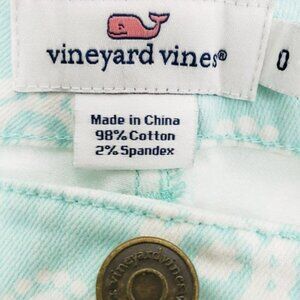 vineyard vines®
0
Made in China
98% Cotton
2% Spandex
vineyard vines